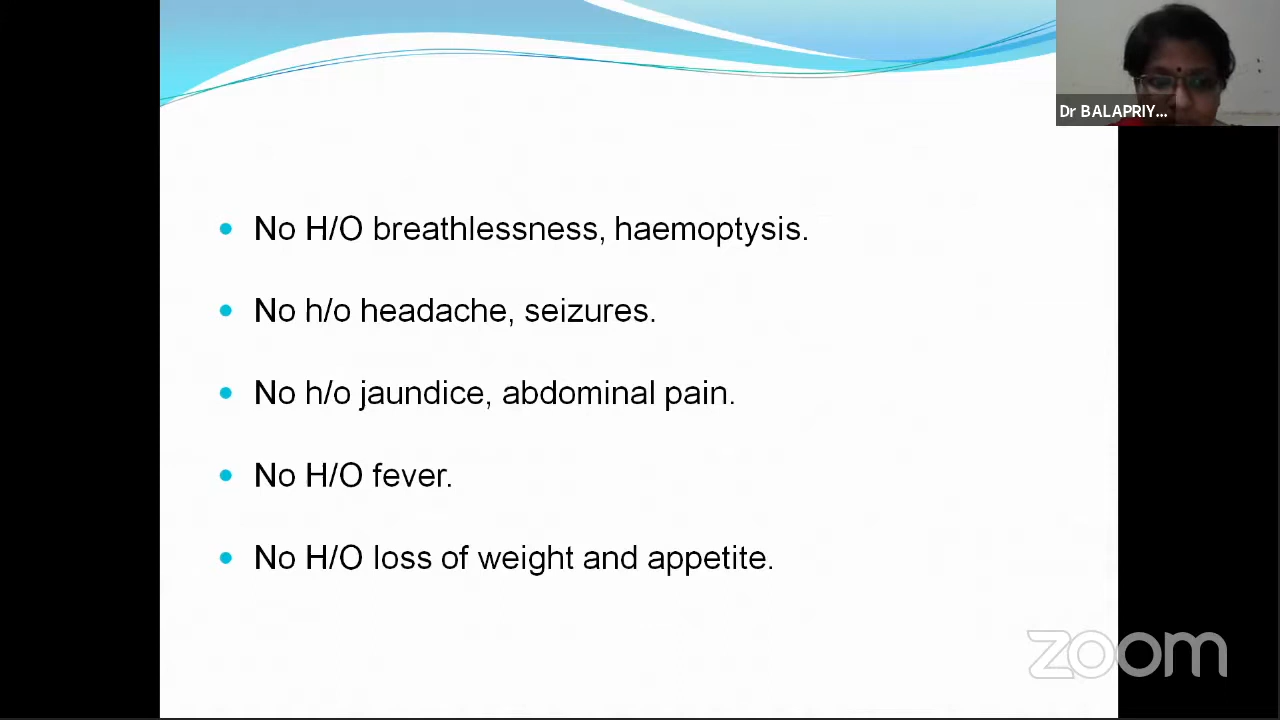 Dr BALAPRIY...
No H/O breathlessness, haemoptysis.
No h/o headache, seizures.
No h/o jaundice, abdominal pain.
No H/O fever.
No H/O loss of weight and appetite.
zoom